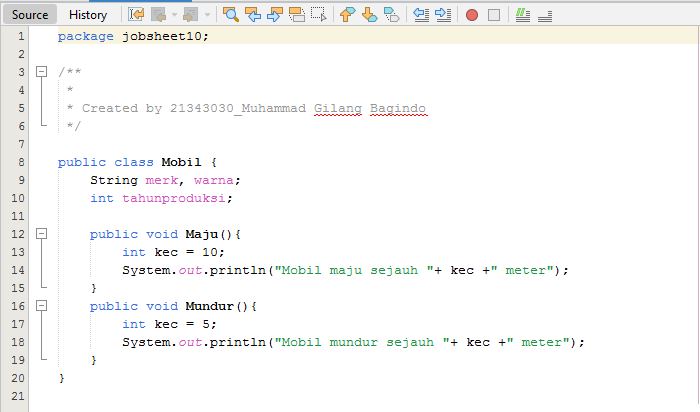 Source History
1 package jobsheet10;
2
3 /**
4 *
5 * Created by 21343030_Muhammad Gilang Bagindo
6 */
7
8 public class Mobil {
9 String merk, warna;
10 int tahunproduksi;
11
12 public void Maju(){
13 int kec = 10;
14 System.out.println("Mobil maju sejauh "+ kec +" meter");
15 }
16 public void Mundur(){
17 int kec = 5;
18 System.out.println("Mobil mundur sejauh "+ kec +" meter");
19 }
20 }
21